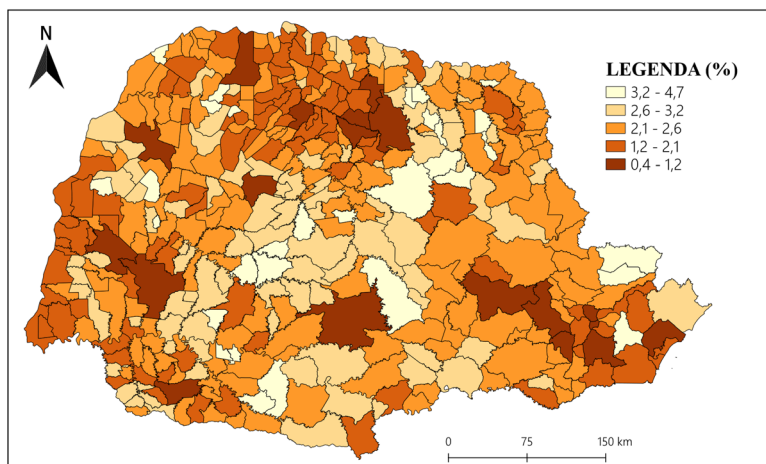 N
LEGENDA (%)
3,2 - 4,7
2,6 - 3,2
2,1 - 2,6
1,2 - 2,1
0,4 - 1,2
0 75 150 km